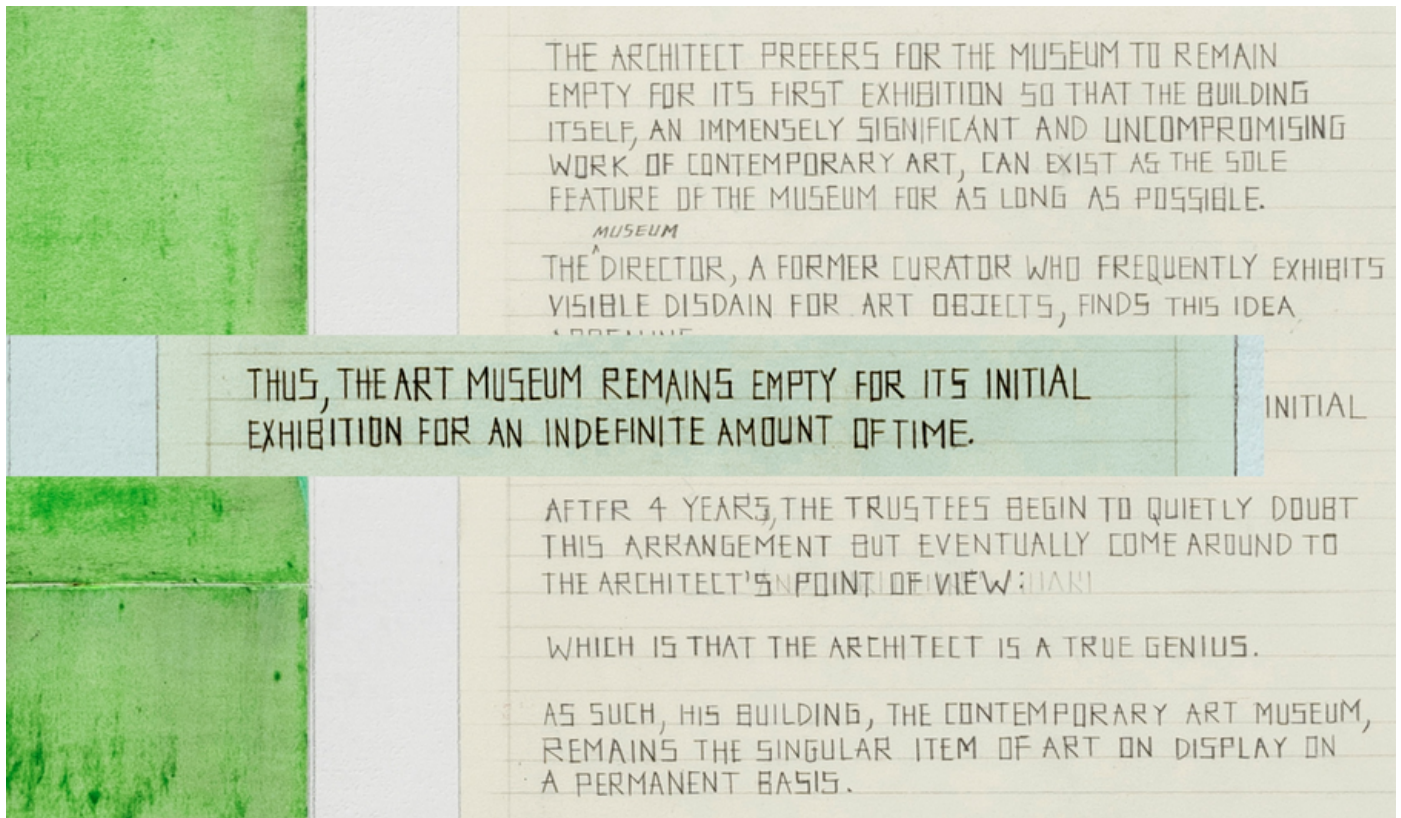 THE ARCHITECT PREFERS FOR THE MUSEUM TO REMAIN
EMPTY FOR ITS FIRST EXHIBITION SO THAT THE BUILDING
ITSELF, AN IMMENSELY SIGNIFICANT AND UNCOMPROMISING
WORK OF CONTEMPORARY ART, CAN EXIST AS THE SOLE
FEATURE OF THE MUSEUM FOR AS LONG AS POSSIBLE.
MUSEUM
THE ^ DIRECTOR, A FORMER CURATOR WHO FREQUENTLY EXHIBITS
VISIBLE DISDAIN FOR ART OBJECTS, FINDS THIS IDEA
THUS, THE ART MUSEUM REMAINS EMPTY FOR ITS INITIAL
INITIAL
EXHIBITION FOR AN INDEFINITE AMOUNT OF TIME.
AFTER 4 YEARS, THE TRUSTEES BEGIN TO QUIETLY DOUBT
THIS ARRANGEMENT BUT EVENTUALLY COME AROUND TO
THE ARCHITECT'S POINT OF VIEW:
WHICH IS THAT THE ARCHITECT IS A TRUE GENIUS.
AS SUCH, HIS BUILDING, THE CONTEMPORARY ART MUSEUM,
REMAINS THE SINGULAR ITEM OF ART ON DISPLAY ON
A PERMANENT BASIS.